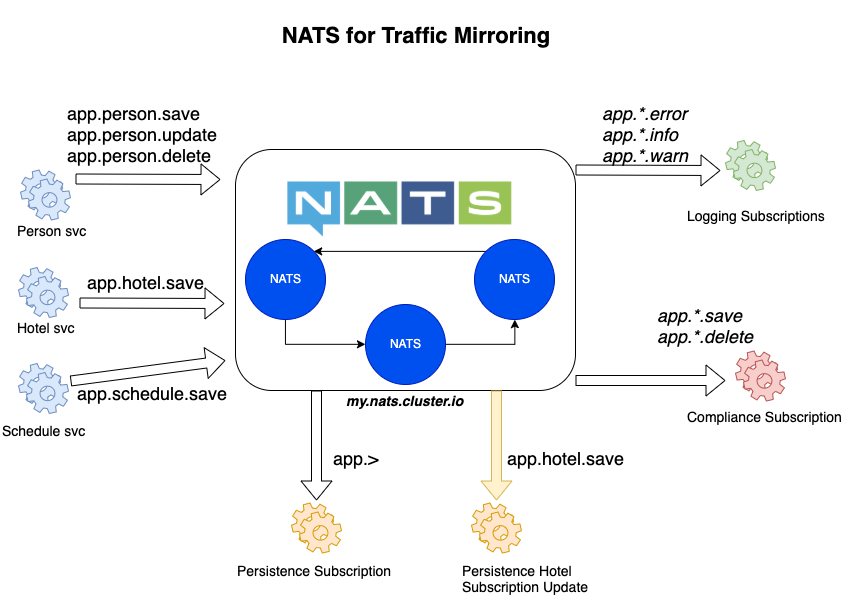 NATS for Traffic Mirroring
app.person.save
app.person.update
app.person.delete
Person svc
app.hotel.save
Hotel svc
app.schedule.save
Schedule svc
NATS
NATS
NATS
NATS
my.nats.cluster.io
app.*.error
app.*.info
app.*.warn
Logging Subscriptions
app.*.save
app.*.delete
Compliance Subscription
app.>
Persistence Subscription
app.hotel.save
Persistence Hotel
Subscription Update